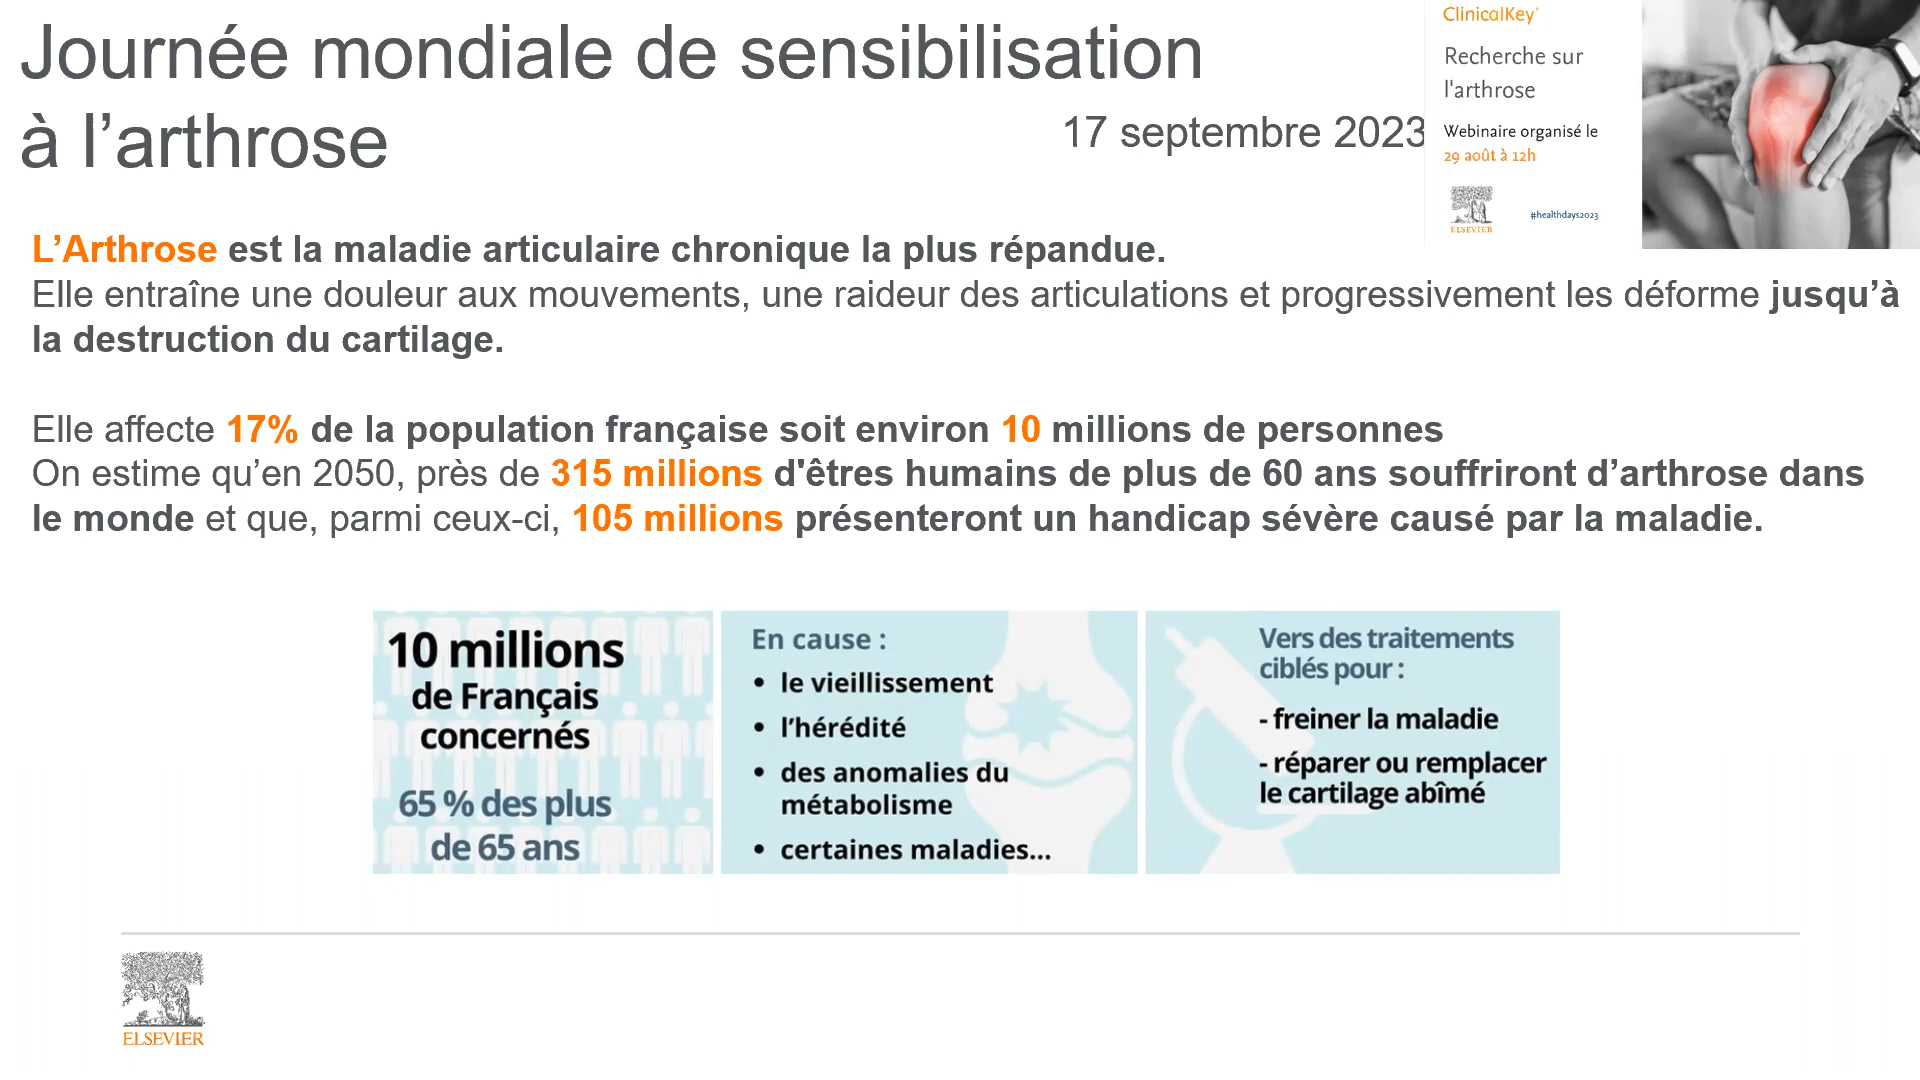 Journée mondiale de sensibilisation
à l’arthrose
17 septembre 2023
ClinicalKey®
Recherche sur
l'arthrose
Webinaire organisé le
29 août à 12h
ELSEVIER
#healthdays2023
L’Arthrose est la maladie articulaire chronique la plus répandue.
Elle entraîne une douleur aux mouvements, une raideur des articulations et progressivement les déforme jusqu’à
la destruction du cartilage.
Elle affecte 17% de la population française soit environ 10 millions de personnes
On estime qu’en 2050, près de 315 millions d'êtres humains de plus de 60 ans souffriront d’arthrose dans
le monde et que, parmi ceux-ci, 105 millions présenteront un handicap sévère causé par la maladie.
10 millions
de Français
concernés
65 % des plus
de 65 ans
En cause :
• le vieillissement
• l’hérédité
• des anomalies du
métabolisme
• certaines maladies...
Vers des traitements
ciblés pour :
- freiner la maladie
- réparer ou remplacer
le cartilage abîmé
ELSEVIER